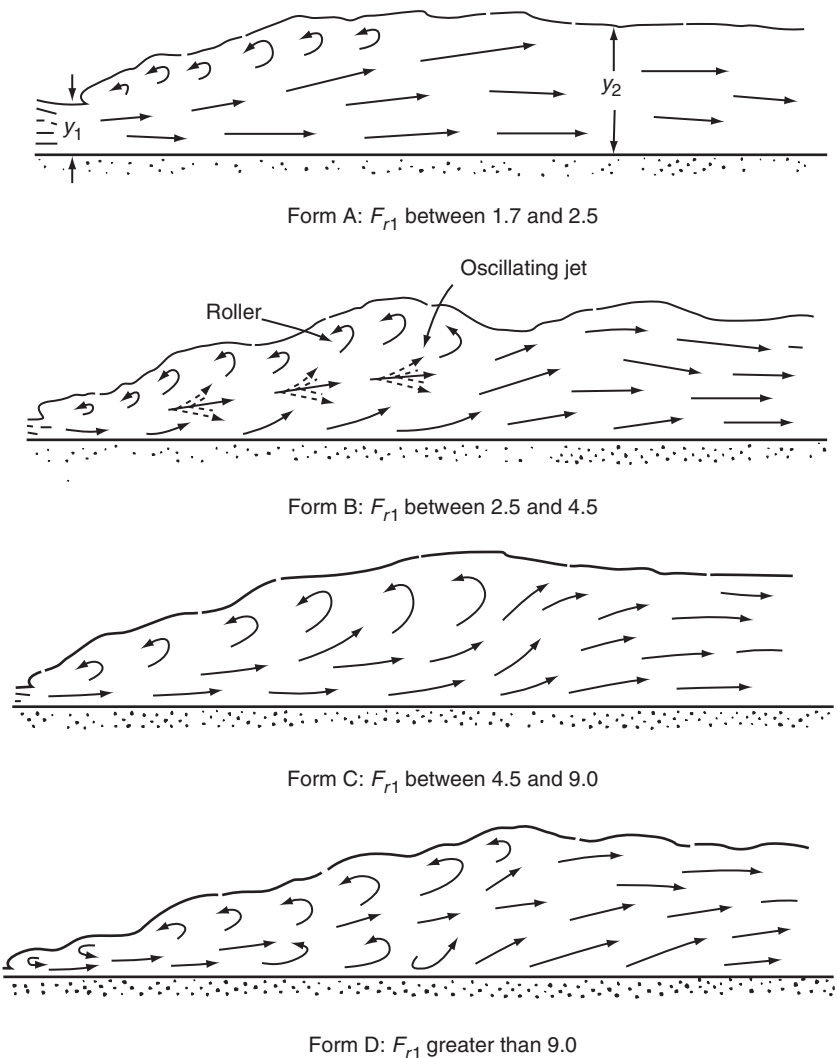 y1
y2
Form A: Fr1 between 1.7 and 2.5
Oscillating jet
Roller
Form B: Fr1 between 2.5 and 4.5
Form C: Fr1 between 4.5 and 9.0
Form D: Fr1 greater than 9.0